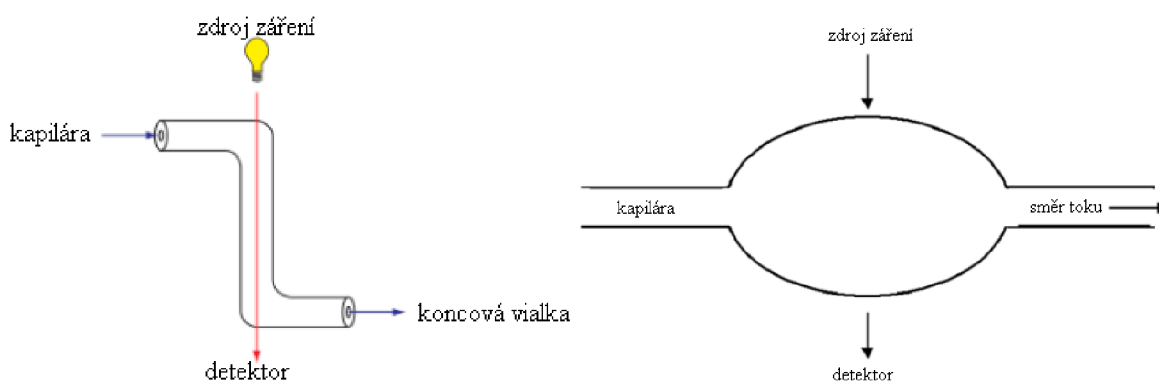 zdroj záření
kapilára
koncová vialka
detektor
zdroj záření
kapilára
směr toku
detektor